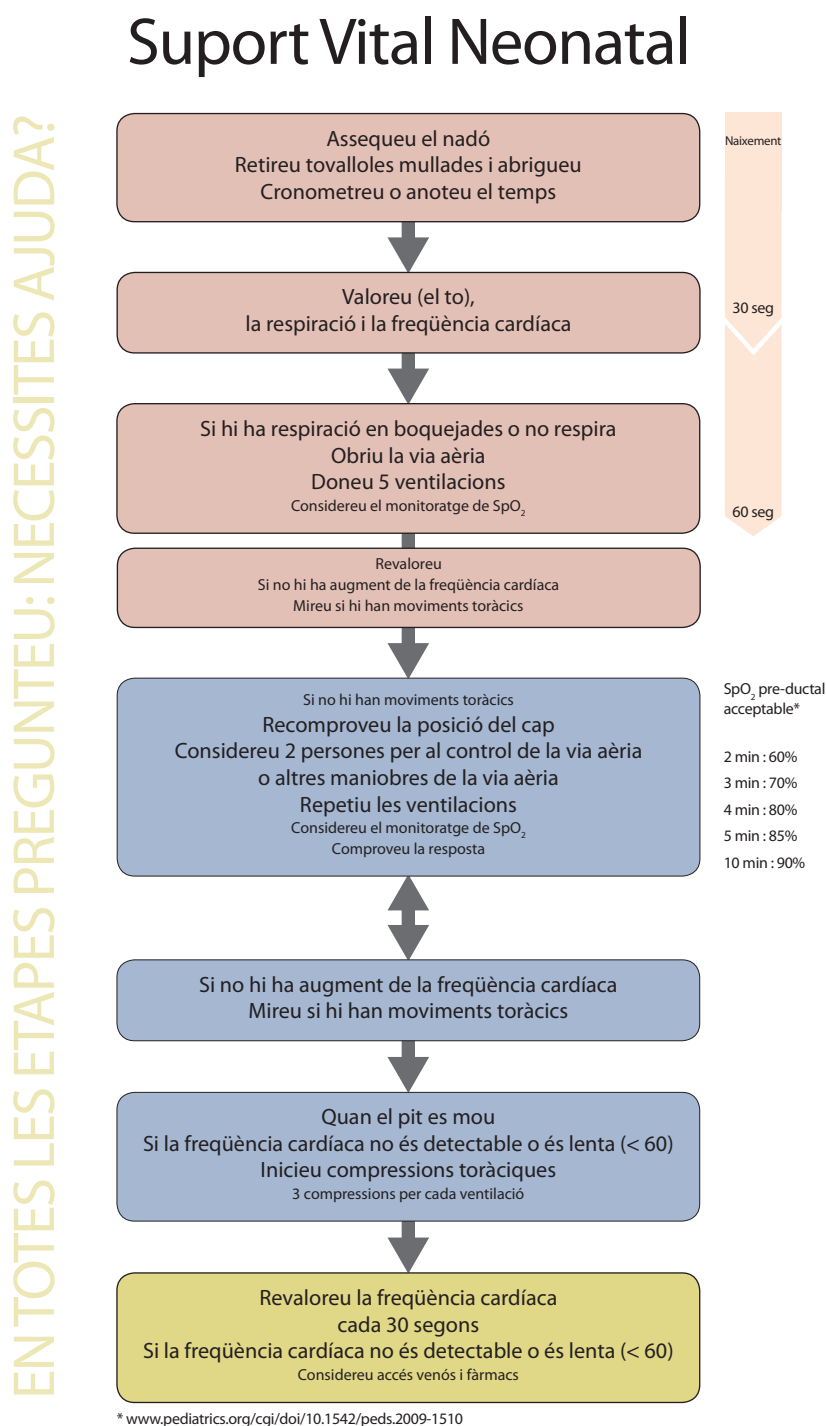 Suport Vital Neonatal
EN TOTES LES ETAPES PREGUNTEU: NECESSITES AJUDA?
Assequeu el nadó
Retireu tovalloles mullades i abrigueu
Cronometreu o anoteu el temps
Naixement
Valoreu (el to),
la respiració i la freqüència cardíaca
30 seg
Si hi ha respiració en boquejades o no respira
Obriu la via aèria
Doneu 5 ventilacions
Considereu el monitoratge de SpO₂
60 seg
Revaloreu
Si no hi ha augment de la freqüència cardíaca
Mireu si hi han moviments toràcics
Si no hi han moviments toràcics
Recomproveu la posició del cap
Considereu 2 persones per al control de la via aèria
o altres maniobres de la via aèria
Repetiu les ventilacions
Considereu el monitoratge de SpO₂
Comproveu la resposta
SpO₂ pre-ductal
acceptable*
2 min : 60%
3 min : 70%
4 min : 80%
5 min : 85%
10 min : 90%
Si no hi ha augment de la freqüència cardíaca
Mireu si hi han moviments toràcics
Quan el pit es mou
Si la freqüència cardíaca no és detectable o és lenta (< 60)
Inicieu compressions toràciques
3 compressions per cada ventilació
Revaloreu la freqüència cardíaca
cada 30 segons
Si la freqüència cardíaca no és detectable o és lenta (< 60)
Considereu accés venós i fàrmacs
* www.pediatrics.org/cgi/doi/10.1542/peds.2009-1510